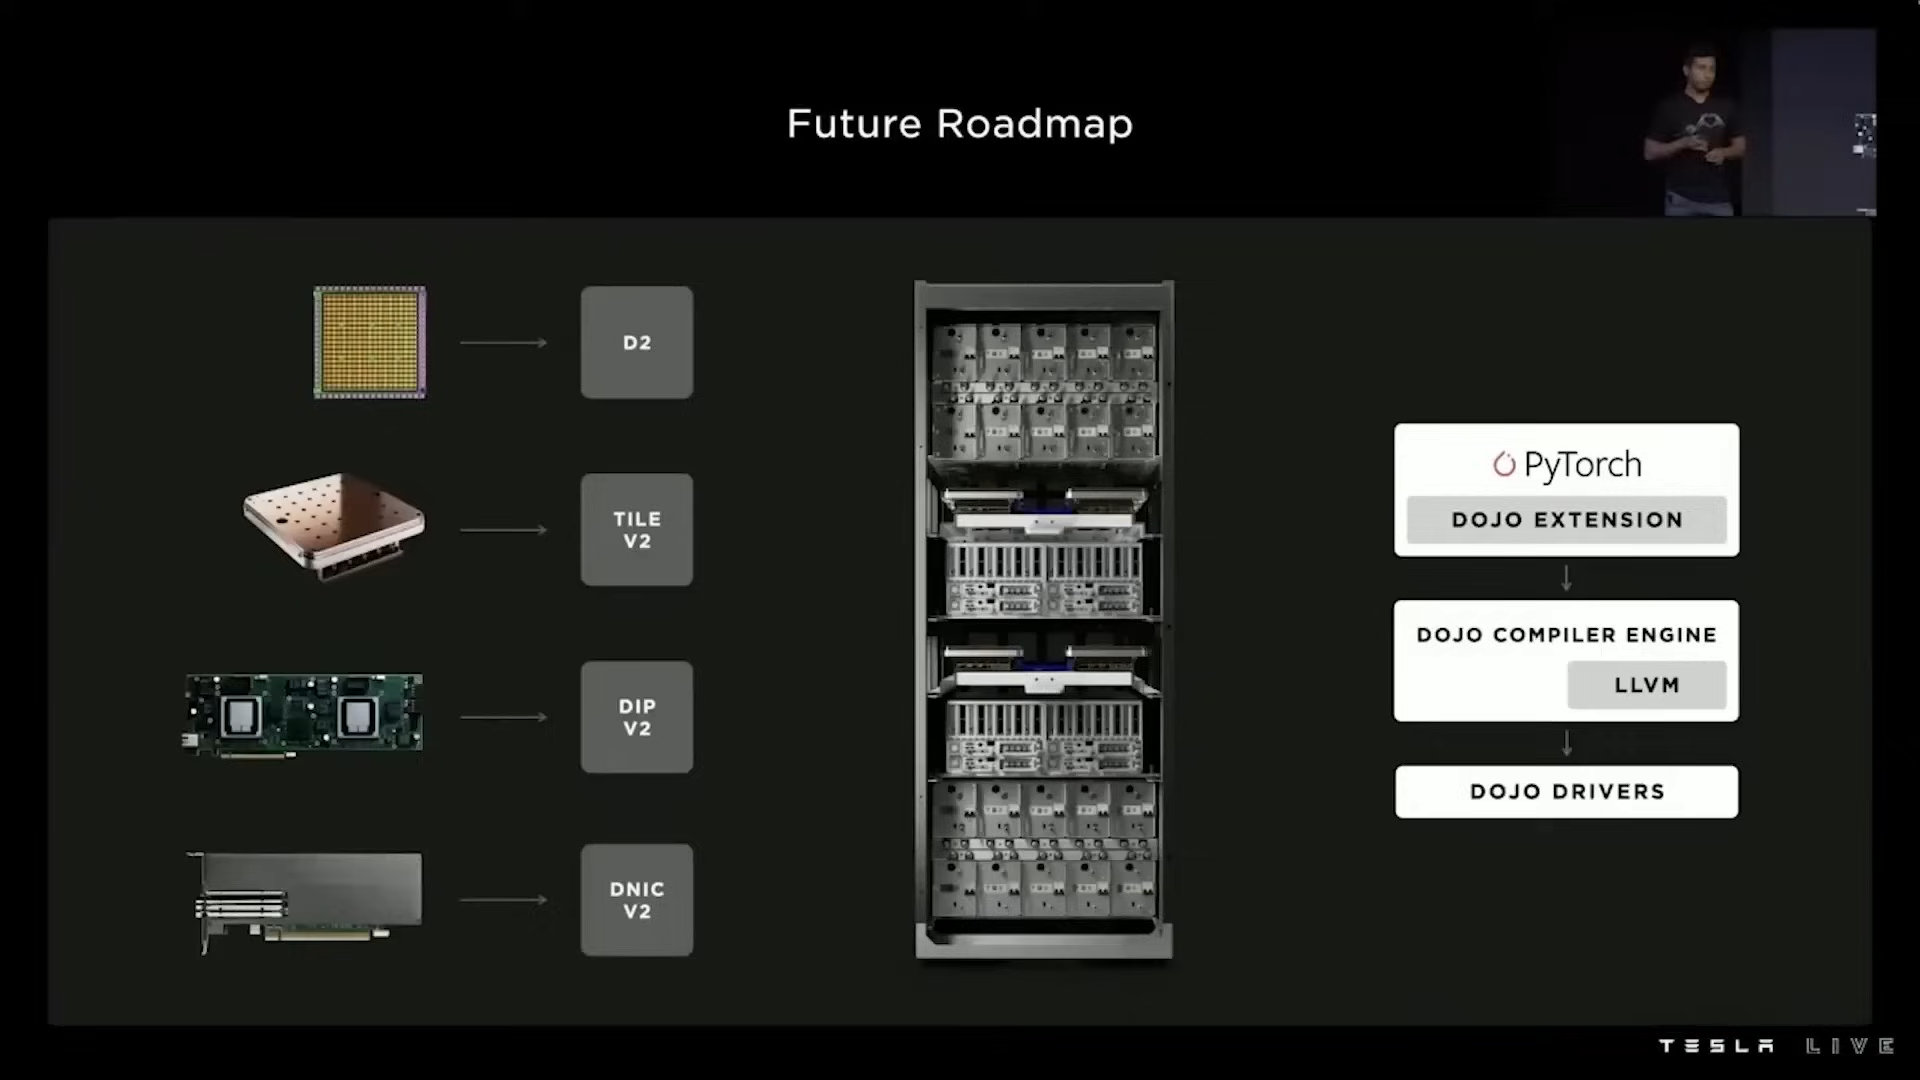 Future Roadmap
D2
TILE
V2
DIP
V2
DNIC
V2
PyTorch
DOJO EXTENSION
DOJO COMPILER ENGINE
LLVM
DOJO DRIVERS
TESLA LIVE